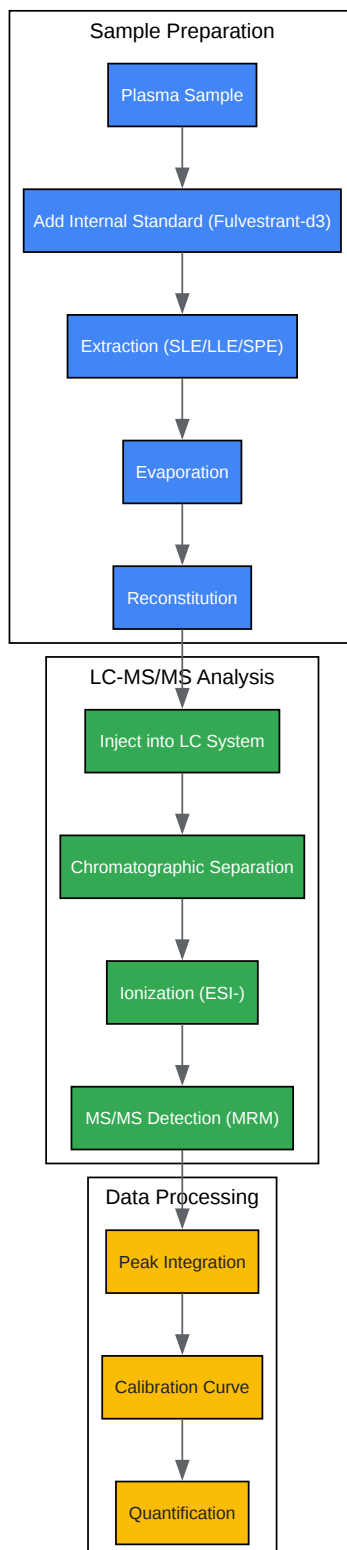 Sample Preparation
Plasma Sample
Add Internal Standard (Fulvestrant-d3)
Extraction (SLE/LLE/SPE)
Evaporation
Reconstitution
LC-MS/MS Analysis
Inject into LC System
Chromatographic Separation
Ionization (ESI-)
MS/MS Detection (MRM)
Data Processing
Peak Integration
Calibration Curve
Quantification